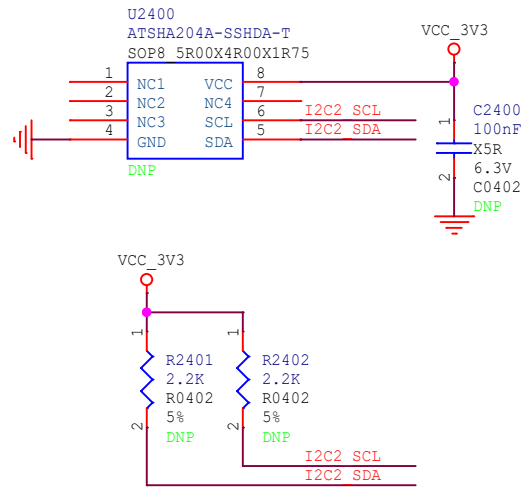 U2400
ATSHA204A-SSHDA-T
SOP8_5R00X4R00X1R75
VCC_3V3
1 NC1 VCC 8
2 NC2 NC4 7
3 NC3 SCL 6 I2C2_SCL
4 GND SDA 5 I2C2_SDA
DNP
1 C2400
100nF
X5R
6.3V
2 C0402
DNP
VCC_3V3
1 1
R2401 R2402
2.2K 2.2K
R0402 R0402
5% 5%
2 DNP 2 DNP
I2C2_SCL
I2C2_SDA